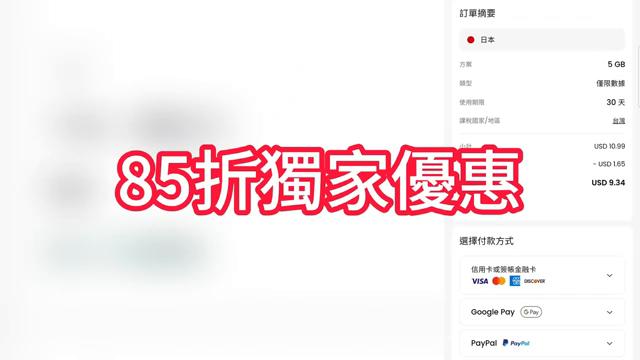 訂單摘要
日本
方案 5 GB
類型 僅限數據
使用期限 30 天
課稅國家/地區 台灣
小計 USD 10.99
- USD 1.65
USD 9.34
85折獨家優惠
選擇付款方式
信用卡或簽帳金融卡
VISA DISCOVER
Google Pay G Pay
PayPal PayPal